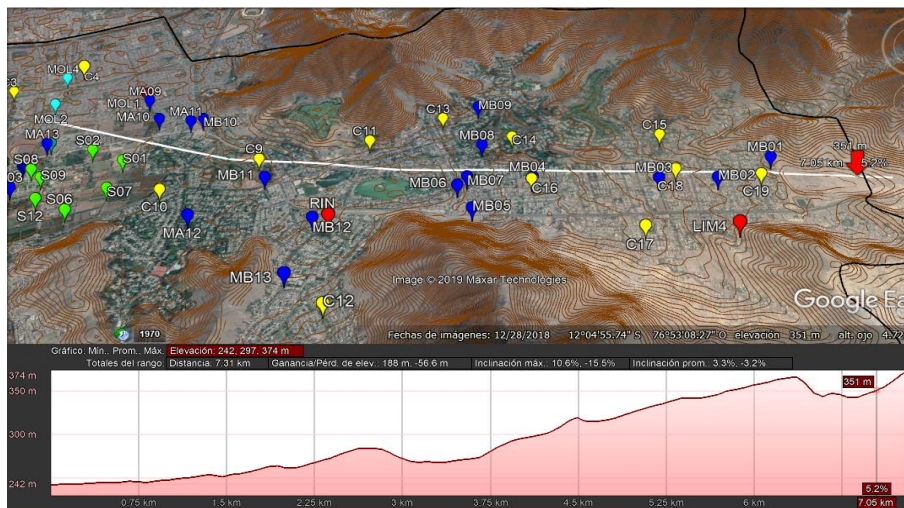 MOL4
C4
C3
MA09
MOL1
MA10
MA11
MB10
MOL2
C13
MB09
MA13
S02
S01
C9
C11
MB08
C14
C15
MB01
351 m
7.05 km 5.2%
S08
03
S09
MB11
MB06
MB07
MB04
C16
MB03
C18
MB02
C19
S12
S06
S07
C10
RIN
MB12
MB05
MA12
C17
LIM4
MB13
C12
Image © 2019 Maxar Technologies
Google Ea
1970
Fechas de imágenes: 12/28/2018 12°04'55.74" S 76°53'08.27" O elevación 351 m alt. ojo 4.72
Gráfico: Mín., Prom., Máx. Elevación: 242, 297, 374 m
Totales del rango: Distancia: 7.31 km Ganancia/Pérd. de elev.: 188 m, -56.6 m Inclinación máx.: 10.6%, -15.5% Inclinación prom.: 3.3%, -3.2%
374 m
351 m
350 m
300 m
242 m
5.2%
0.75 km 1.5 km 2.25 km 3 km 3.75 km 4.5 km 5.25 km 6 km 7.05 km